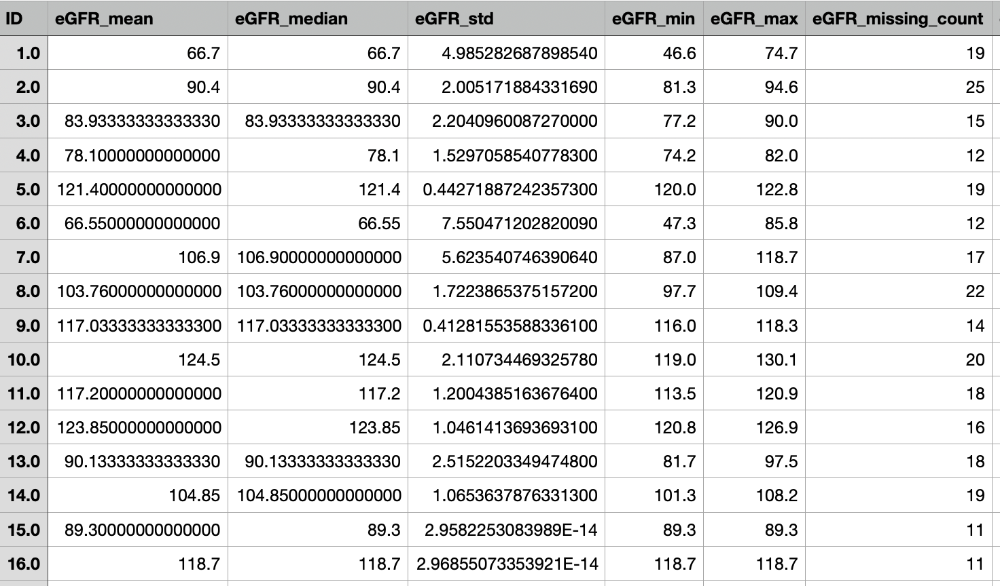 ID eGFR_mean eGFR_median eGFR_std eGFR_min eGFR_max eGFR_missing_count
1.0 66.7 66.7 4.985282687898540 46.6 74.7 19
2.0 90.4 90.4 2.005171884331690 81.3 94.6 25
3.0 83.93333333333330 83.93333333333330 2.2040960087270000 77.2 90.0 15
4.0 78.10000000000000 78.1 1.5297058540778300 74.2 82.0 12
5.0 121.40000000000000 121.4 0.44271887242357300 120.0 122.8 19
6.0 66.55000000000000 66.55 7.550471202820090 47.3 85.8 12
7.0 106.9 106.90000000000000 5.623540746390640 87.0 118.7 17
8.0 103.76000000000000 103.76000000000000 1.7223865375157200 97.7 109.4 22
9.0 117.03333333333300 117.03333333333300 0.41281553588336100 116.0 118.3 14
10.0 124.5 124.5 2.110734469325780 119.0 130.1 20
11.0 117.20000000000000 117.2 1.2004385163676400 113.5 120.9 18
12.0 123.85000000000000 123.85 1.0461413693693100 120.8 126.9 16
13.0 90.13333333333330 90.13333333333330 2.5152203349474800 81.7 97.5 18
14.0 104.85 104.85000000000000 1.0653637876331300 101.3 108.2 19
15.0 89.30000000000000 89.3 2.9582253083989E-14 89.3 89.3 11
16.0 118.7 118.7 2.96855073353921E-14 118.7 118.7 11